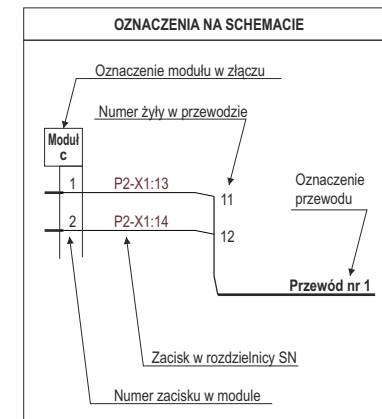 OZNACZENIA NA SCHEMACIE
Oznaczenie modułu w złączu
Numer żyły w przewodzie
Moduł
c
1 P2-X1:13
11
Oznaczenie
przewodu
2 P2-X1:14
12
Przewód nr 1
Zacisk w rozdzielnicy SN
Numer zacisku w module